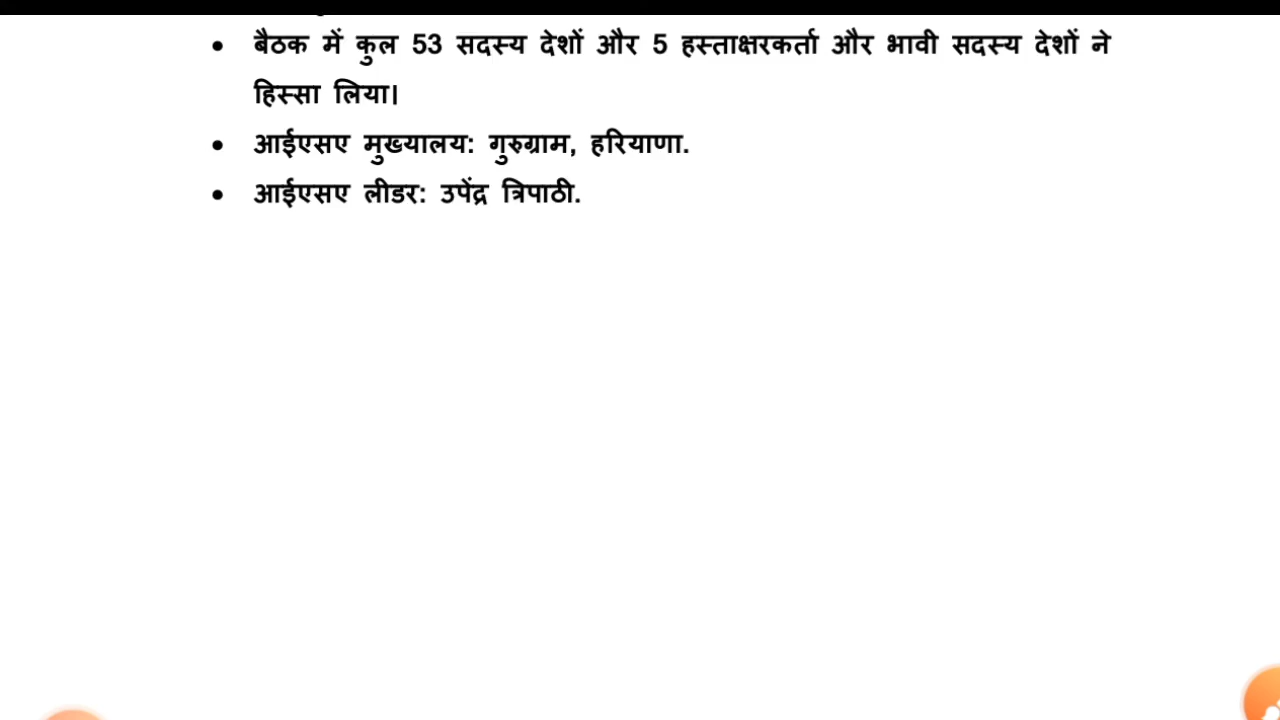 • बैठक में कुल 53 सदस्य देशों और 5 हस्ताक्षरकर्ता और भावी सदस्य देशों ने
हिस्सा लिया।
• आईएसए मुख्यालय: गुरुग्राम, हरियाणा.
• आईएसए लीडर: उपेंद्र त्रिपाठी.